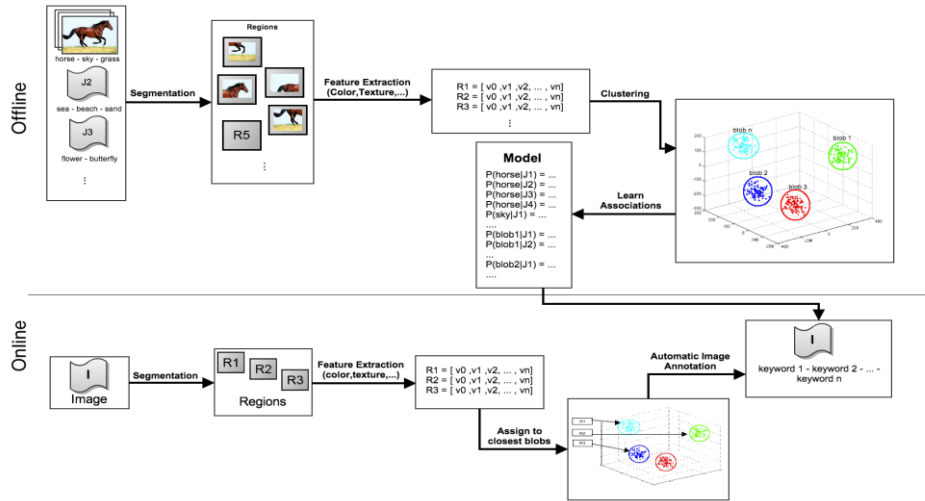 Offline
horse - sky - grass
J2
sea - beach - sand
J3
flower - butterfly
⋮
Segmentation
Regions
R5
⋮
Feature Extraction
(Color,Texture,...)
R1 = [ v0 ,v1 ,v2, ... , vn]
R2 = [ v0 ,v1 ,v2, ... , vn]
R3 = [ v0 ,v1 ,v2, ... , vn]
⋮
Clustering
blob n
blob 1
blob 2
blob 3
Learn
Associations
Model
P(horse|J1) = ...
P(horse|J2) = ...
P(horse|J3) = ...
P(horse|J4) = ...
P(sky|J1) = ...
....
P(blob1|J1) = ...
P(blob1|J2) = ...
...
P(blob2|J1) = ...
....
Online
I
Image
Segmentation
R1
R2
R3
Regions
Feature Extraction
(color,texture,...)
R1 = [ v0 ,v1 ,v2, ... , vn]
R2 = [ v0 ,v1 ,v2, ... , vn]
R3 = [ v0 ,v1 ,v2, ... , vn]
Assign to
closest blobs
R1
R2
R3
Automatic Image
Annotation
I
keyword 1 - keyword 2 - ... -
keyword n